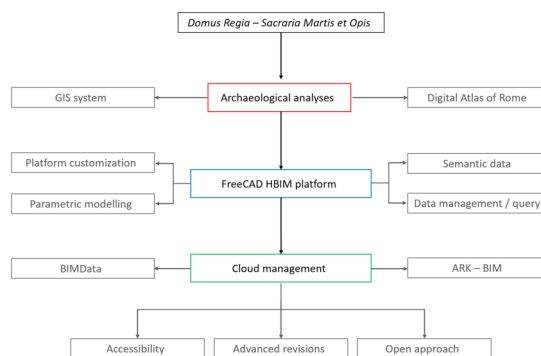 Domus Regia – Sacraria Martis et Opis
GIS system
Archaeological analyses
Digital Atlas of Rome
Platform customization
Semantic data
FreeCAD HBIM platform
Parametric modelling
Data management / query
BIMData
Cloud management
ARK – BIM
Accessibility
Advanced revisions
Open approach